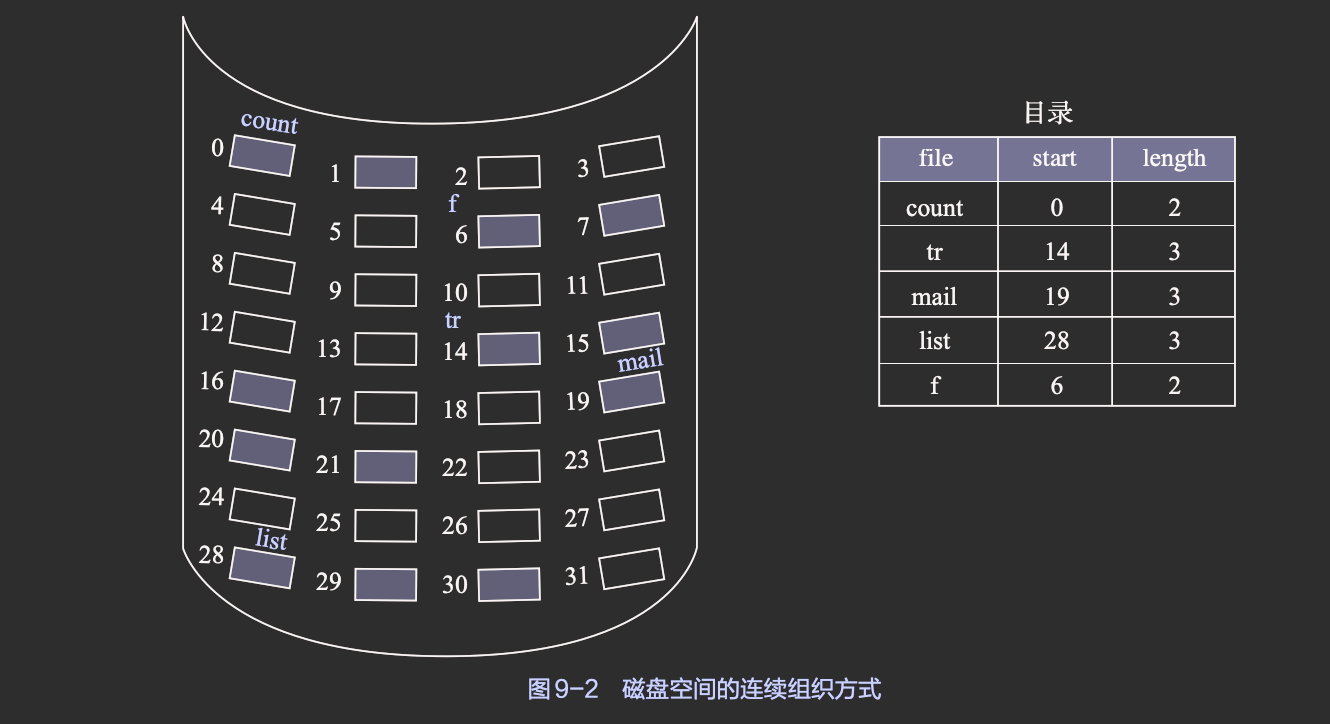 count
0 1 2 3
f
4 5 6 7
8 9 10 11
tr
12 13 14 15
mail
16 17 18 19
20 21 22 23
24 25 26 27
list
28 29 30 31
目录
file start length
count 0 2
tr 14 3
mail 19 3
list 28 3
f 6 2
图9-2 磁盘空间的连续组织方式